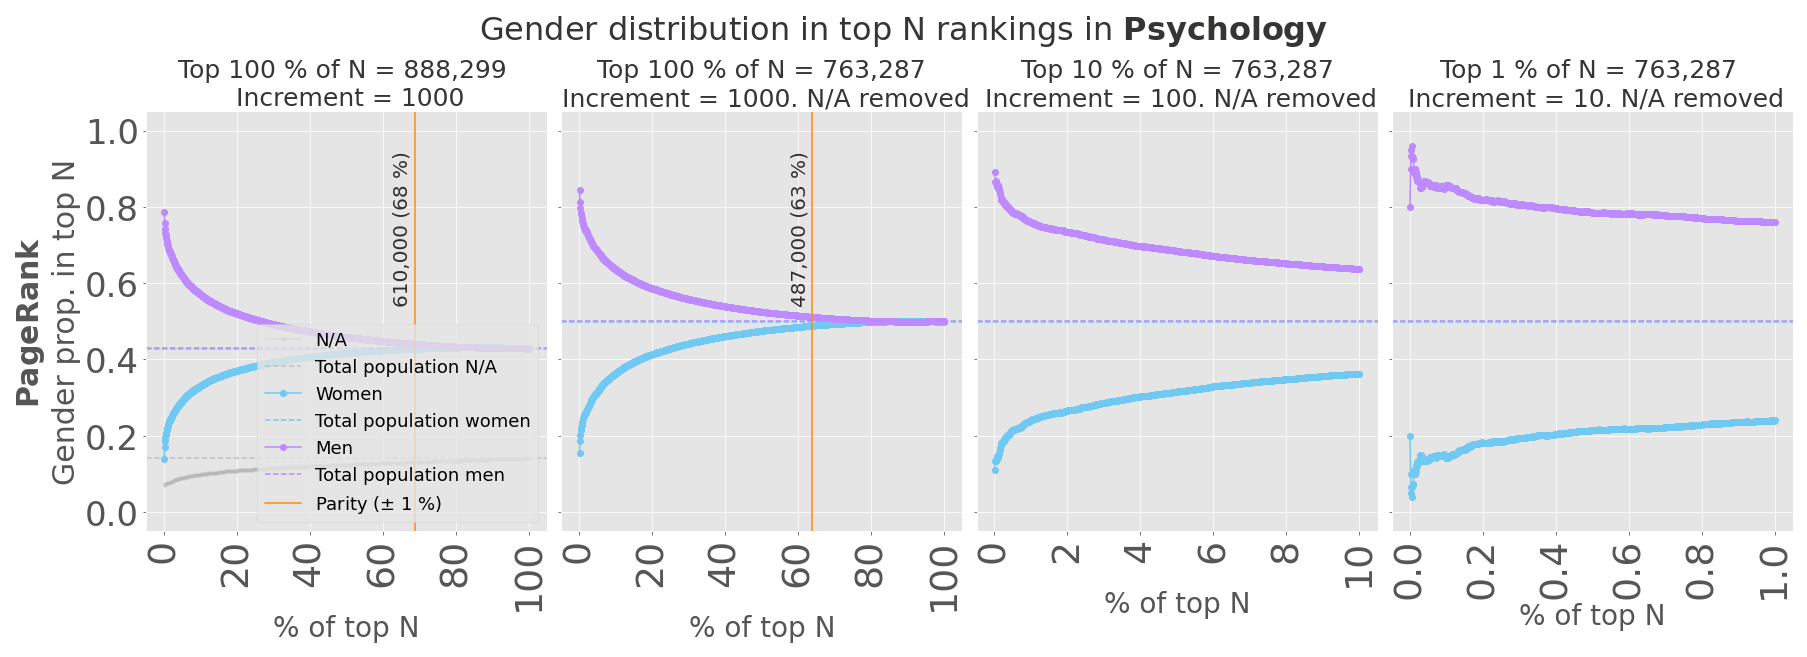 Gender distribution in top N rankings in Psychology
Top 100 % of N = 888,299
Increment = 1000
Top 100 % of N = 763,287
Increment = 1000. N/A removed
Top 10 % of N = 763,287
Increment = 100. N/A removed
Top 1 % of N = 763,287
Increment = 10. N/A removed
PageRank
Gender prop. in top N
1.0
0.8
0.6
0.4
0.2
0.0
610,000 (68 %)
N/A
Total population N/A
Women
Total population women
Men
Total population men
Parity (± 1 %)
0 20 40 60 80 100
% of top N
487,000 (63 %)
0 20 40 60 80 100
% of top N
0 2 4 6 8 10
% of top N
0.0 0.2 0.4 0.6 0.8 1.0
% of top N